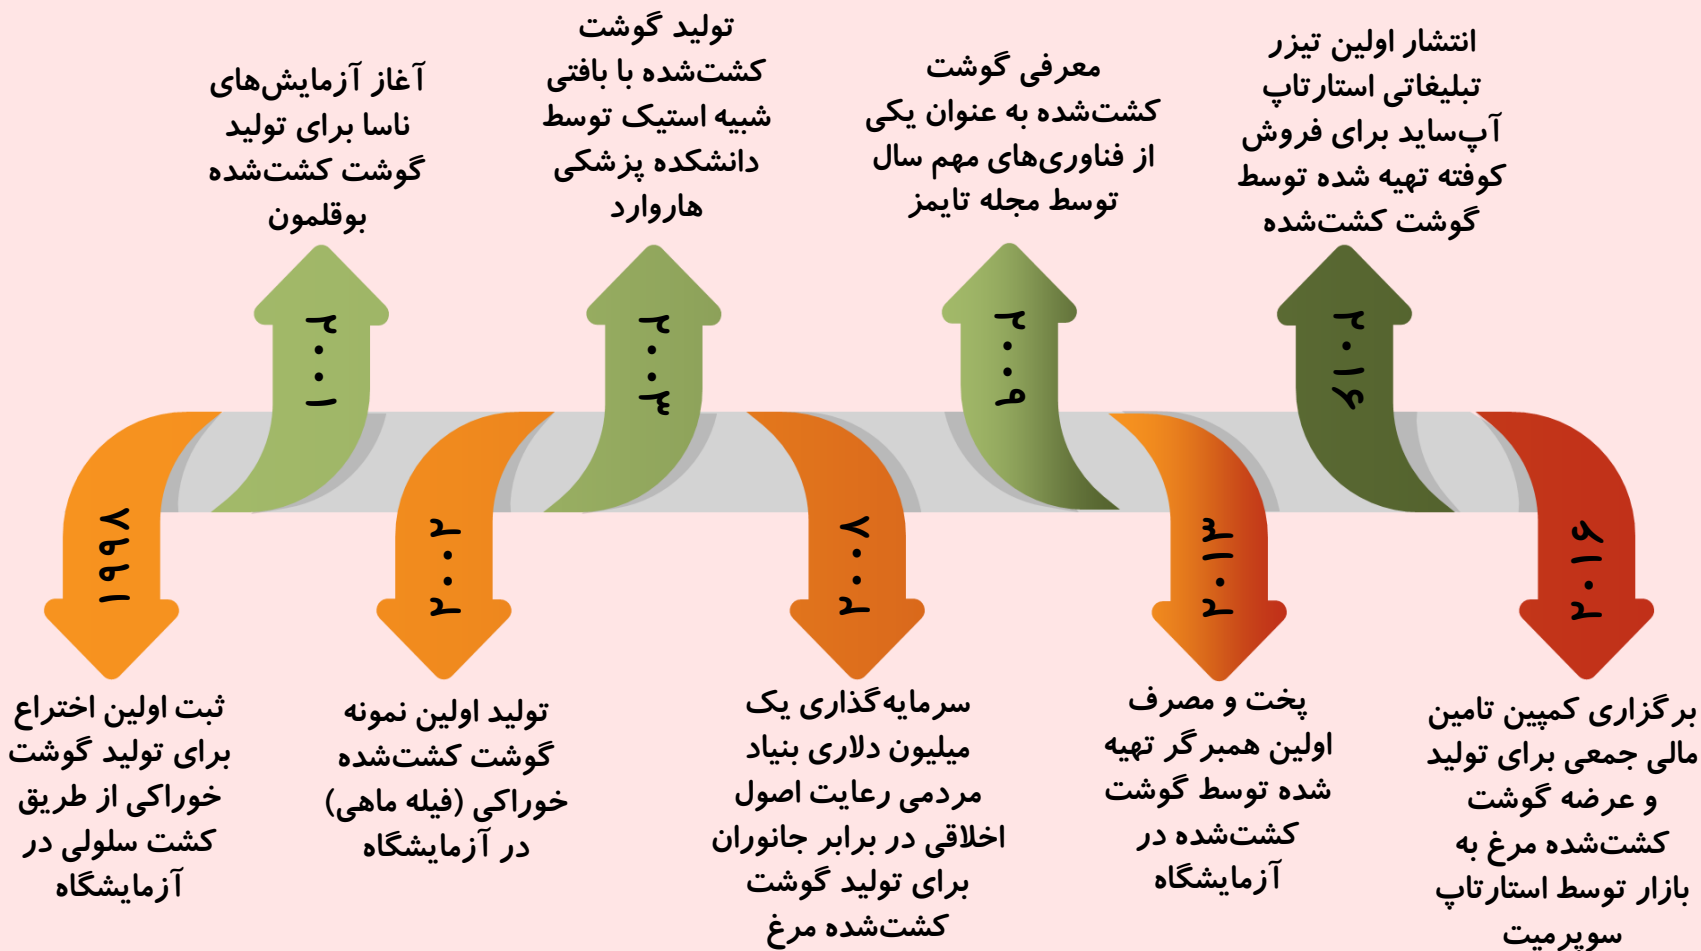 آغاز آزمایش‌های
ناسا برای تولید
گوشت کشت‌شده
بوقلمون
تولید گوشت
کشت‌شده با بافتی
شبیه استیک توسط
دانشکده پزشکی
هاروارد
معرفی گوشت
کشت‌شده به عنوان یکی
از فناوری‌های مهم سال
توسط مجله تایمز
انتشار اولین تیزر
تبلیغاتی استارتاپ
آپ‌ساید برای فروش
کوفته تهیه شده توسط
گوشت کشت‌شده
۲۰۰۱
۲۰۰۳
۲۰۰۹
۲۰۱۶
۱۹۹۷
۲۰۰۲
۲۰۰۷
۲۰۱۳
۲۰۱۶
ثبت اولین اختراع
برای تولید گوشت
خوراکی از طریق
کشت سلولی در
آزمایشگاه
تولید اولین نمونه
گوشت کشت‌شده
خوراکی (فیله ماهی)
در آزمایشگاه
سرمایه‌گذاری یک
میلیون دلاری بنیاد
مردمی رعایت اصول
اخلاقی در برابر جانوران
برای تولید گوشت
کشت‌شده مرغ
پخت و مصرف
اولین همبرگر تهیه
شده توسط گوشت
کشت‌شده در
آزمایشگاه
برگزاری کمپین تامین
مالی جمعی برای تولید
و عرضه گوشت
کشت‌شده مرغ به
بازار توسط استارتاپ
سوپرمیت